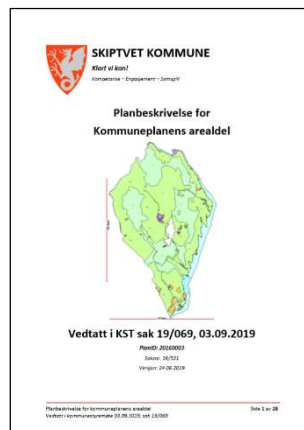 SKIPTVET KOMMUNE
Klart vi kan!
Kompetanse – Engasjement – Samspill
Planbeskrivelse for
Kommuneplanens arealdel
Vedtatt i KST sak 19/069, 03.09.2019
PlanID: 20160003
Saksnr. 16/521
Versjon: 24.06.2019
Planbeskrivelse for kommuneplanens arealdel
Side 1 av 28
Vedtatt i kommunestyremøte 03.09.2019, sak 19/069